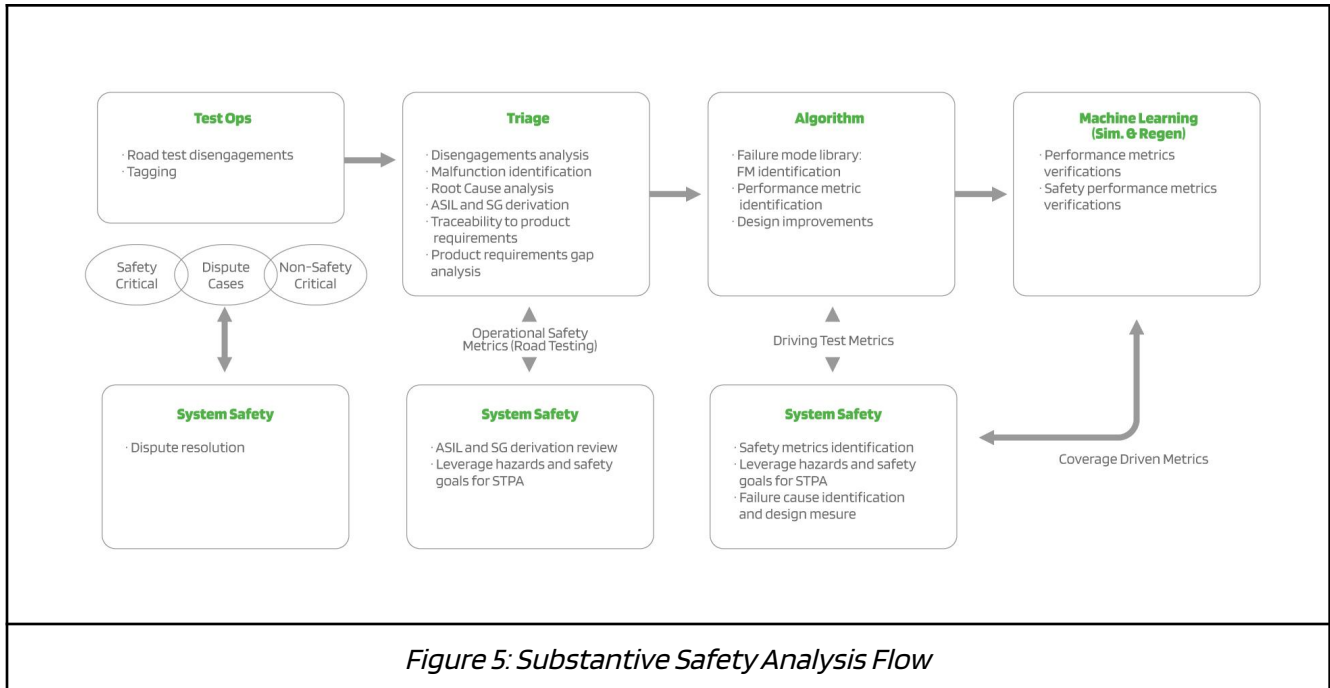 Test Ops
· Road test disengagements
· Tagging
Triage
· Disengagements analysis
· Malfunction identification
· Root Cause analysis
· ASIL and SG derivation
· Traceability to product
requirements
· Product requirements gap
analysis
Algorithm
· Failure mode library:
FM identification
· Performance metric
identification
· Design improvements
Machine Learning
(Sim. & Regen)
· Performance metrics
verifications
· Safety performance metrics
verifications
Safety
Critical
Dispute
Cases
Non-Safety
Critical
Operational Safety
Metrics (Road Testing)
Driving Test Metrics
System Safety
· Dispute resolution
System Safety
· ASIL and SG derivation review
· Leverage hazards and safety
goals for STPA
System Safety
· Safety metrics identification
· Leverage hazards and safety
goals for STPA
· Failure cause identification
and design mesure
Coverage Driven Metrics
Figure 5: Substantive Safety Analysis Flow